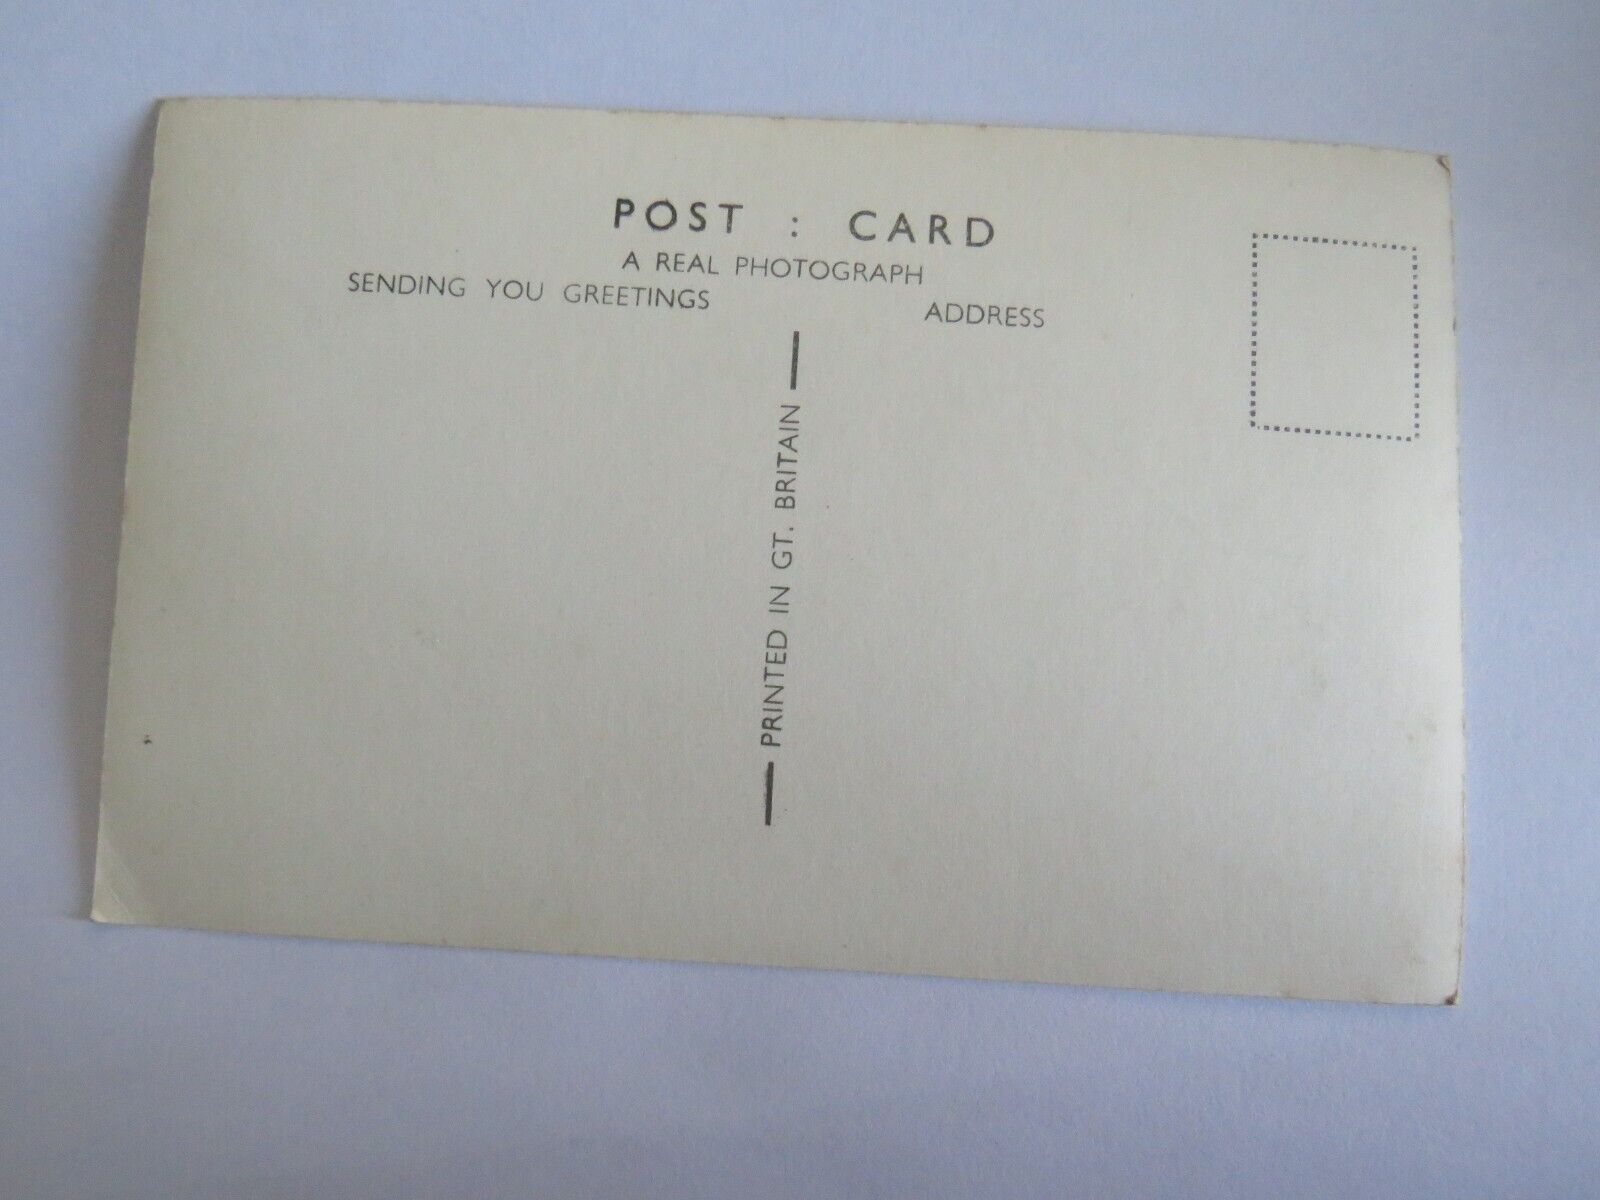 POST : CARD
A REAL PHOTOGRAPH
SENDING YOU GREETINGS
ADDRESS
PRINTED IN GT. BRITAIN